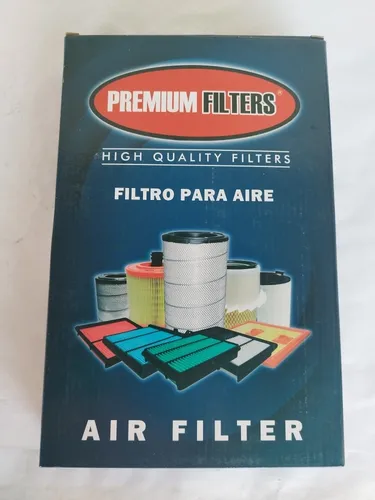 PREMIUM FILTERS®
HIGH QUALITY FILTERS
FILTRO PARA AIRE
AIR FILTER